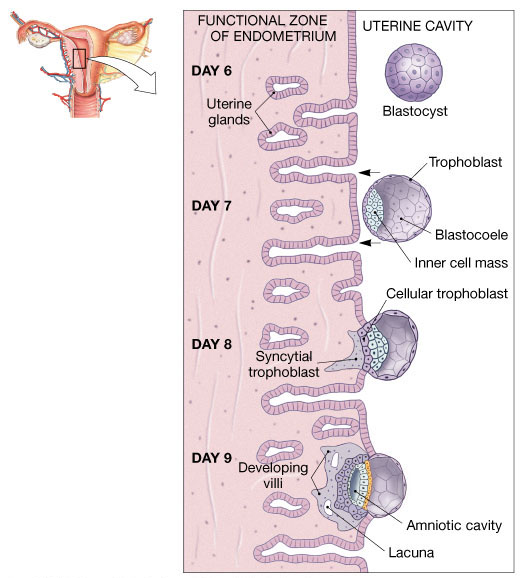 FUNCTIONAL ZONE
OF ENDOMETRIUM
UTERINE CAVITY
DAY 6
Uterine
glands
Blastocyst
Trophoblast
DAY 7
Blastocoele
Inner cell mass
Cellular trophoblast
DAY 8
Syncytial
trophoblast
DAY 9
Developing
villi
Amniotic cavity
Lacuna